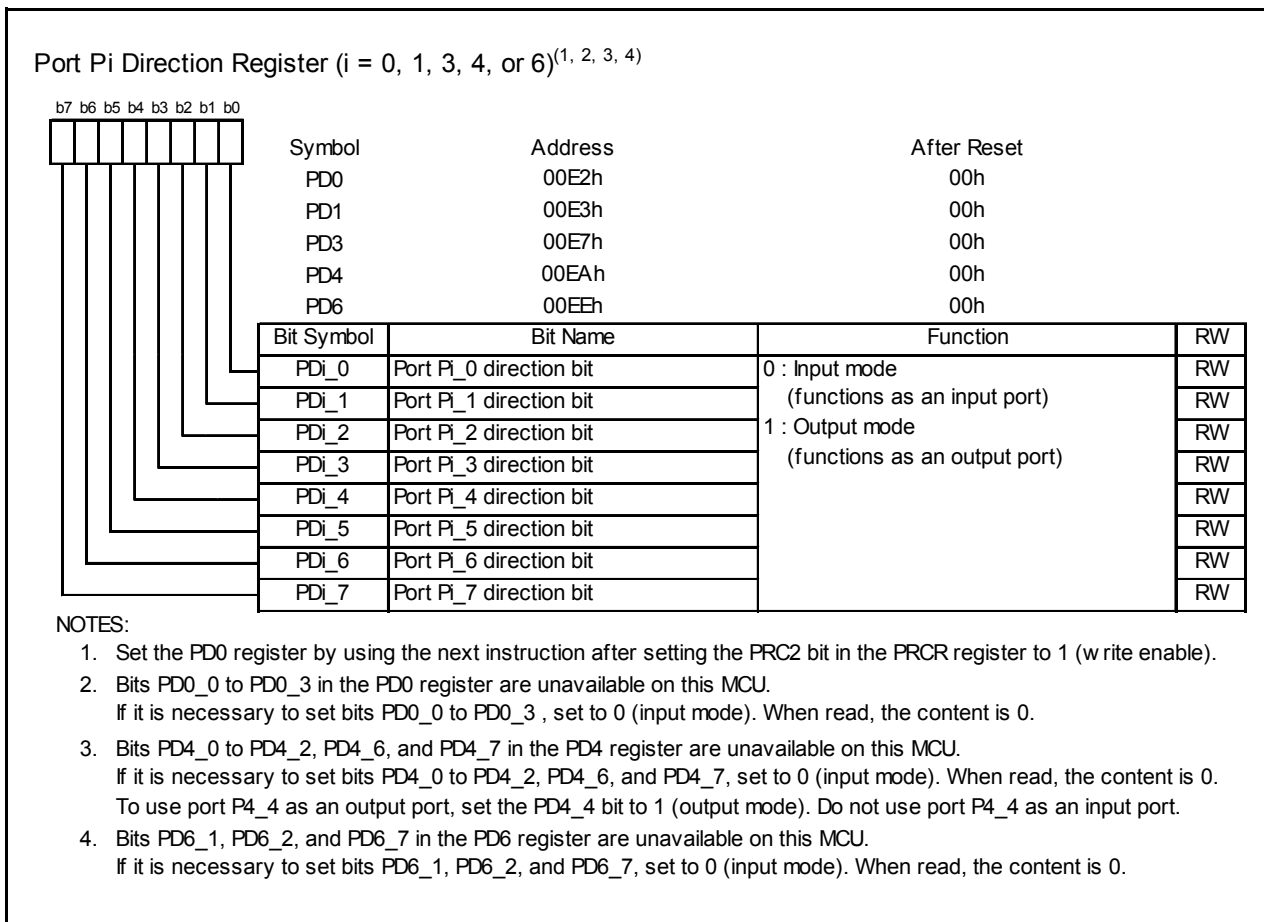 Port Pi Direction Register (i = 0, 1, 3, 4, or 6)(1, 2, 3, 4)
b7 b6 b5 b4 b3 b2 b1 b0
Symbol Address After Reset
PD0 00E2h 00h
PD1 00E3h 00h
PD3 00E7h 00h
PD4 00EAh 00h
PD6 00EEh 00h
Bit Symbol Bit Name Function RW
PDi_0 Port Pi_0 direction bit 0 : Input mode RW
PDi_1 Port Pi_1 direction bit (functions as an input port) RW
PDi_2 Port Pi_2 direction bit 1 : Output mode RW
PDi_3 Port Pi_3 direction bit (functions as an output port) RW
PDi_4 Port Pi_4 direction bit RW
PDi_5 Port Pi_5 direction bit RW
PDi_6 Port Pi_6 direction bit RW
PDi_7 Port Pi_7 direction bit RW
NOTES:
1. Set the PD0 register by using the next instruction after setting the PRC2 bit in the PRCR register to 1 (write enable).
2. Bits PD0_0 to PD0_3 in the PD0 register are unavailable on this MCU.
If it is necessary to set bits PD0_0 to PD0_3 , set to 0 (input mode). When read, the content is 0.
3. Bits PD4_0 to PD4_2, PD4_6, and PD4_7 in the PD4 register are unavailable on this MCU.
If it is necessary to set bits PD4_0 to PD4_2, PD4_6, and PD4_7, set to 0 (input mode). When read, the content is 0.
To use port P4_4 as an output port, set the PD4_4 bit to 1 (output mode). Do not use port P4_4 as an input port.
4. Bits PD6_1, PD6_2, and PD6_7 in the PD6 register are unavailable on this MCU.
If it is necessary to set bits PD6_1, PD6_2, and PD6_7, set to 0 (input mode). When read, the content is 0.